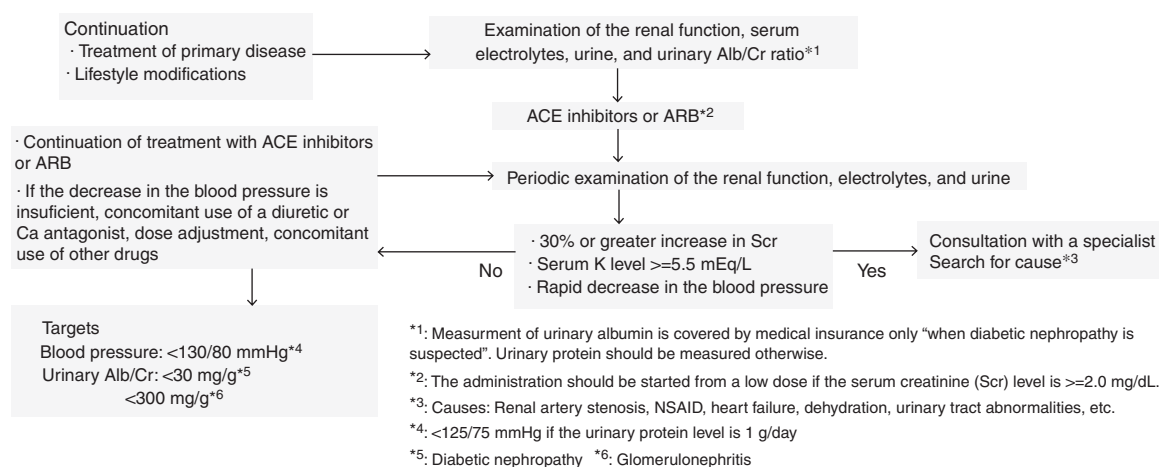 Continuation
· Treatment of primary disease
· Lifestyle modifications
Examination of the renal function, serum
electrolytes, urine, and urinary Alb/Cr ratio*1
ACE inhibitors or ARB*2
· Continuation of treatment with ACE inhibitors
or ARB
· If the decrease in the blood pressure is
insuficient, concomitant use of a diuretic or
Ca antagonist, dose adjustment, concomitant
use of other drugs
Periodic examination of the renal function, electrolytes, and urine
No
· 30% or greater increase in Scr
· Serum K level >=5.5 mEq/L
· Rapid decrease in the blood pressure
Yes
Consultation with a specialist
Search for cause*3
Targets
Blood pressure: <130/80 mmHg*4
Urinary Alb/Cr: <30 mg/g*5
<300 mg/g*6
*1: Measurment of urinary albumin is covered by medical insurance only “when diabetic nephropathy is
suspected”. Urinary protein should be measured otherwise.
*2: The administration should be started from a low dose if the serum creatinine (Scr) level is >=2.0 mg/dL.
*3: Causes: Renal artery stenosis, NSAID, heart failure, dehydration, urinary tract abnormalities, etc.
*4: <125/75 mmHg if the urinary protein level is 1 g/day
*5: Diabetic nephropathy *6: Glomerulonephritis